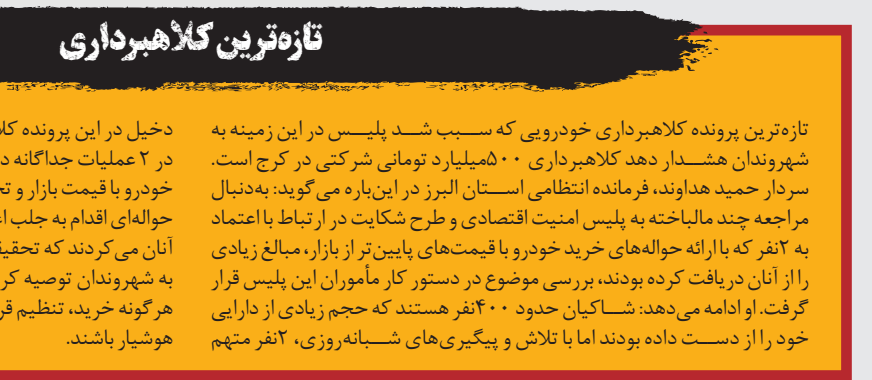 تازه‌ترین کلاهبرداری
تازه‌ترین پرونده کلاهبرداری خودرویی که سبب شد پلیس در این زمینه به
شهروندان هشدار دهد کلاهبرداری ۵۰۰میلیارد تومانی شرکتی در کرج است.
سردار حمید هداوند، فرمانده انتظامی استان البرز در این‌باره می‌گوید: به‌دنبال
مراجعه چند مالباخته به پلیس امنیت اقتصادی و طرح شکایت در ارتباط با اعتماد
به ۲نفر که با ارائه حواله‌های خرید خودرو با قیمت‌های پایین‌تر از بازار، مبالغ زیادی
را از آنان دریافت کرده بودند، بررسی موضوع در دستور کار مأموران این پلیس قرار
گرفت. او ادامه می‌دهد: شاکیان حدود ۴۰۰نفر هستند که حجم زیادی از دارایی
خود را از دست داده بودند اما با تلاش و پیگیری‌های شبانه‌روزی، ۲نفر متهم
دخیل در این پرونده
در ۲ عملیات جداگانه
خودرو با قیمت بازار و
حواله‌ای اقدام به جلب
آنان می‌کردند که
به شهروندان توصیه
هرگونه خرید، تنظیم
هوشیار باشند.